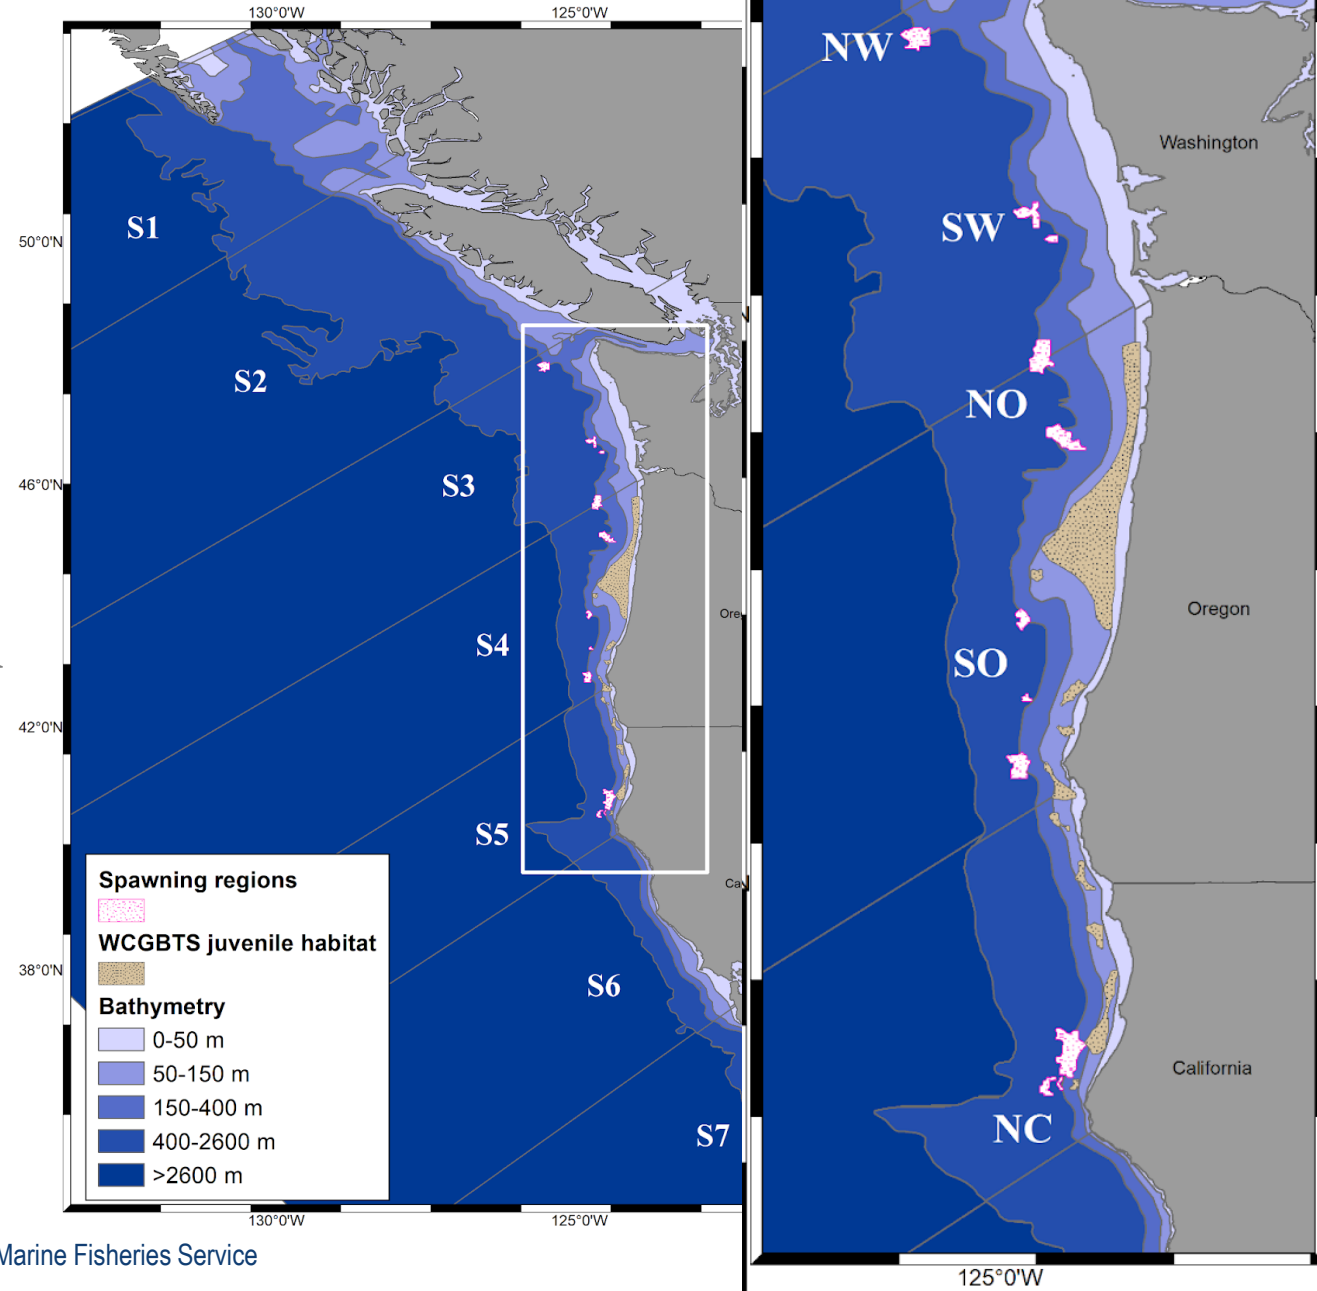 130°0'W
125°0'W
50°0'N
46°0'N
42°0'N
38°0'N
S1
S2
S3
S4
S5
S6
S7
Ore
Ca
Spawning regions
WCGBTS juvenile habitat
Bathymetry
0-50 m
50-150 m
150-400 m
400-2600 m
>2600 m
130°0'W
125°0'W
Marine Fisheries Service
NW
Washington
SW
NO
Oregon
SO
California
NC
125°0'W